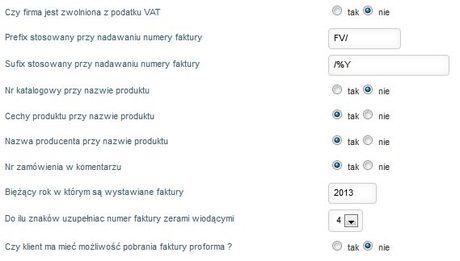 Czy firma jest zwolniona z podatku VAT tak nie
Prefix stosowany przy nadawaniu numery faktury FV/
Sufix stosowany przy nadawaniu numery faktury /%Y
Nr katalogowy przy nazwie produktu tak nie
Cechy produktu przy nazwie produktu tak nie
Nazwa producenta przy nazwie produktu tak nie
Nr zamówienia w komentarzu tak nie
Biężący rok w którym są wystawiane faktury 2013
Do ilu znaków uzupełniac numer faktury zerami wiodącymi 4
Czy klient ma mieć możliwość pobrania faktury proforma ? tak nie